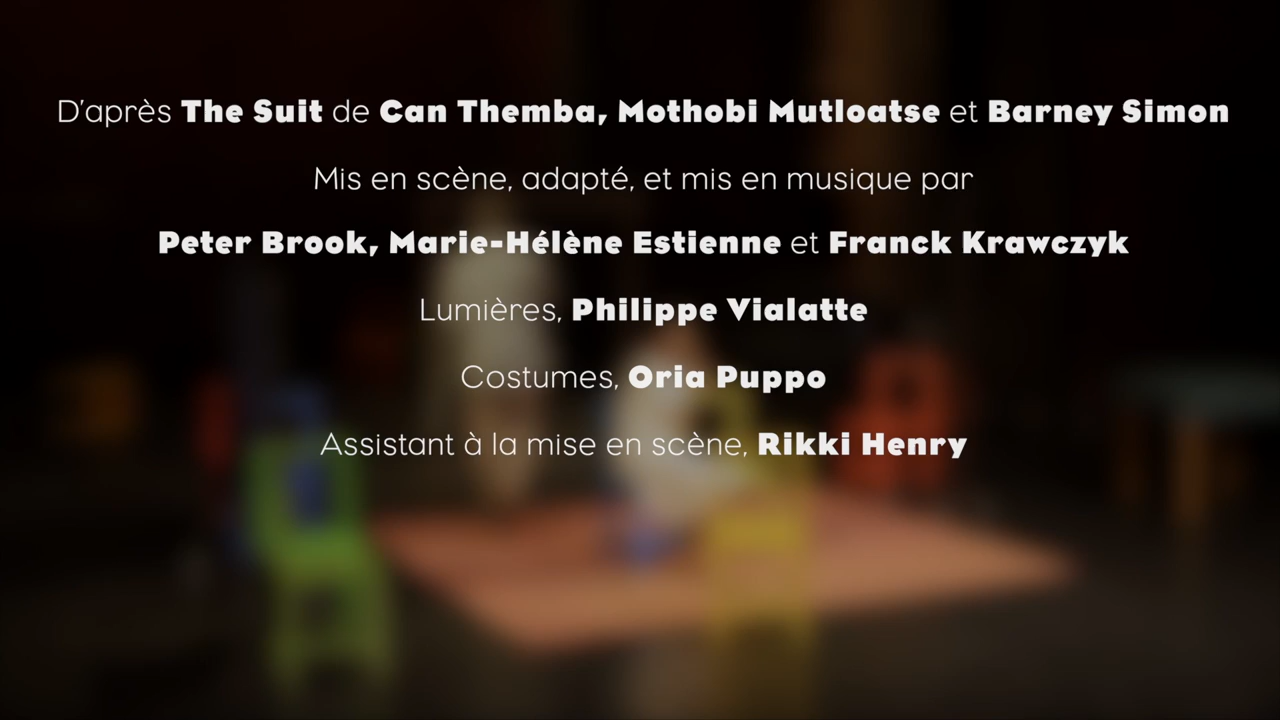 D'après The Suit de Can Themba, Mothobi Mutloatse et Barney Simon
Mis en scène, adapté, et mis en musique par
Peter Brook, Marie-Hélène Estienne et Franck Krawczyk
Lumières, Philippe Vialatte
Costumes, Oria Puppo
Assistant à la mise en scène, Rikki Henry